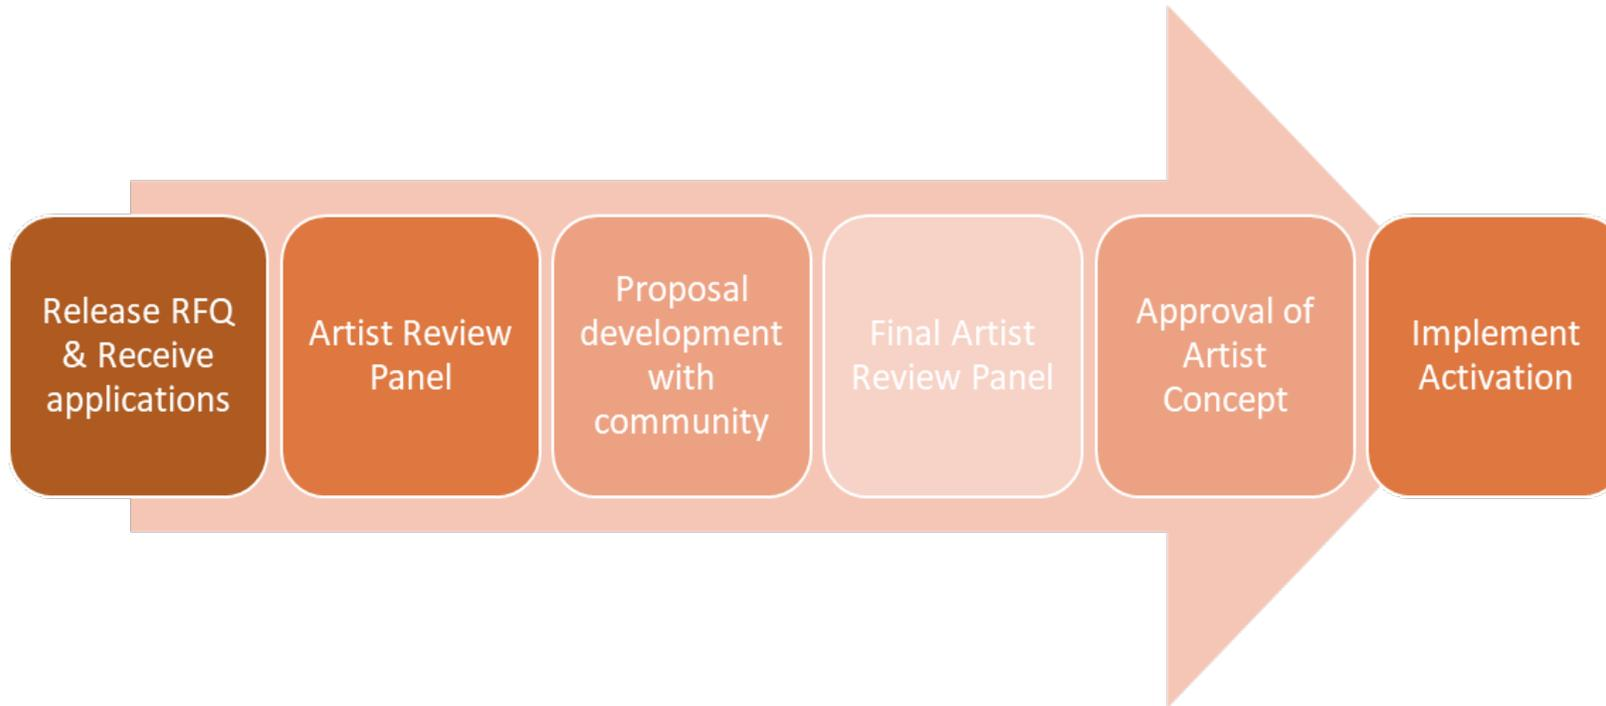 Release RFQ
& Receive
applications
Artist Review
Panel
Proposal
development
with
community
Final Artist
Review Panel
Approval of
Artist
Concept
Implement
Activation